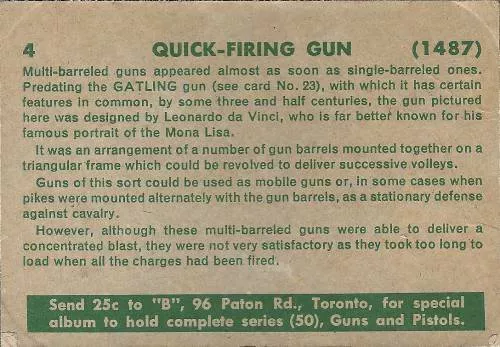 4 QUICK-FIRING GUN (1487)
Multi-barreled guns appeared almost as soon as single-barreled ones.
Predating the GATLING gun (see card No. 23), with which it has certain
features in common, by some three and half centuries, the gun pictured
here was designed by Leonardo da Vinci, who is far better known for
his famous portrait of the Mona Lisa.
It was an arrangement of a number of gun barrels mounted together on a
triangular frame which could be revolved to deliver successive volleys.
Guns of this sort could be used as mobile guns or, in some cases when
pikes were mounted alternately with the gun barrels, as a stationary defense
against cavalry.
However, although these multi-barreled guns were able to deliver a
concentrated blast, they were not very satisfactory as they took too long to
load when all the charges had been fired.
Send 25c to "B", 96 Paton Rd., Toronto, for special
album to hold complete series (50), Guns and Pistols.